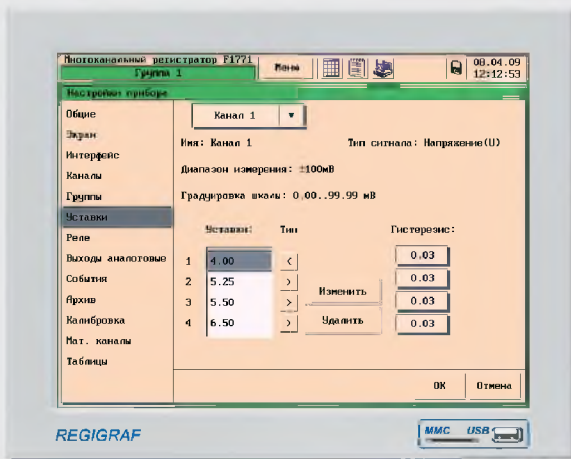 Многоканальный регистратор F1771
Группа 1
Меню
08.04.09
12:12:53
Настройки прибора
Общие
Экран
Интерфейс
Каналы
Группы
Уставки
Реле
Выходы аналоговые
События
Архив
Калибровка
Мат. каналы
Таблицы
Канал 1
Имя: Канал 1
Тип сигнала: Напряжение(U)
Диапазон измерения: ±100мВ
Градуировка шкалы: 0.00..99.99 мВ
Уставки:
Тип
Гистерезис:
1 4.00 < 0.03
2 5.25 > 0.03
Изменить
3 5.50 > 0.03
Удалить
4 6.50 > 0.03
ОК
Отмена
REGIGRAF
MMC USB